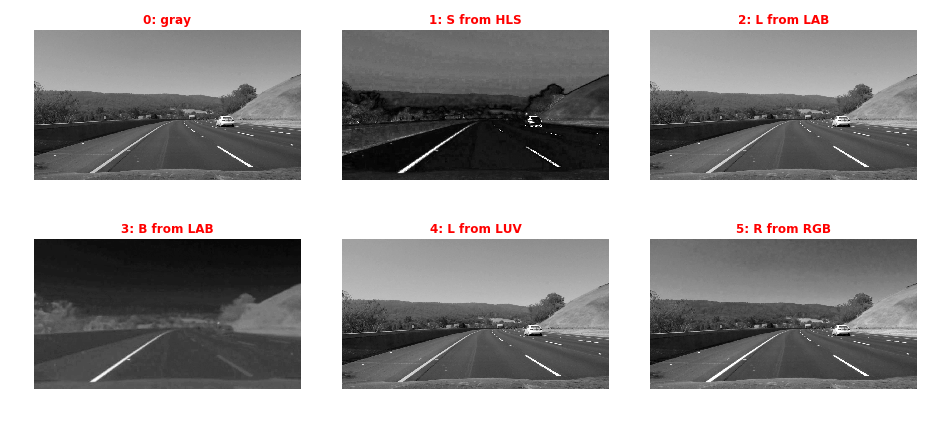 0: gray
1: S from HLS
2: L from LAB
3: B from LAB
4: L from LUV
5: R from RGB